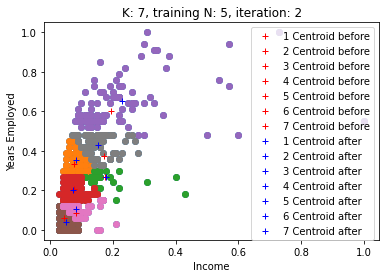 K: 7, training N: 5, iteration: 2
1.0
0.8
0.6
0.4
0.2
0.0
Years Employed
1 Centroid before
2 Centroid before
3 Centroid before
4 Centroid before
5 Centroid before
6 Centroid before
7 Centroid before
1 Centroid after
2 Centroid after
3 Centroid after
4 Centroid after
5 Centroid after
6 Centroid after
7 Centroid after
0.0 0.2 0.4 0.6 0.8 1.0
Income